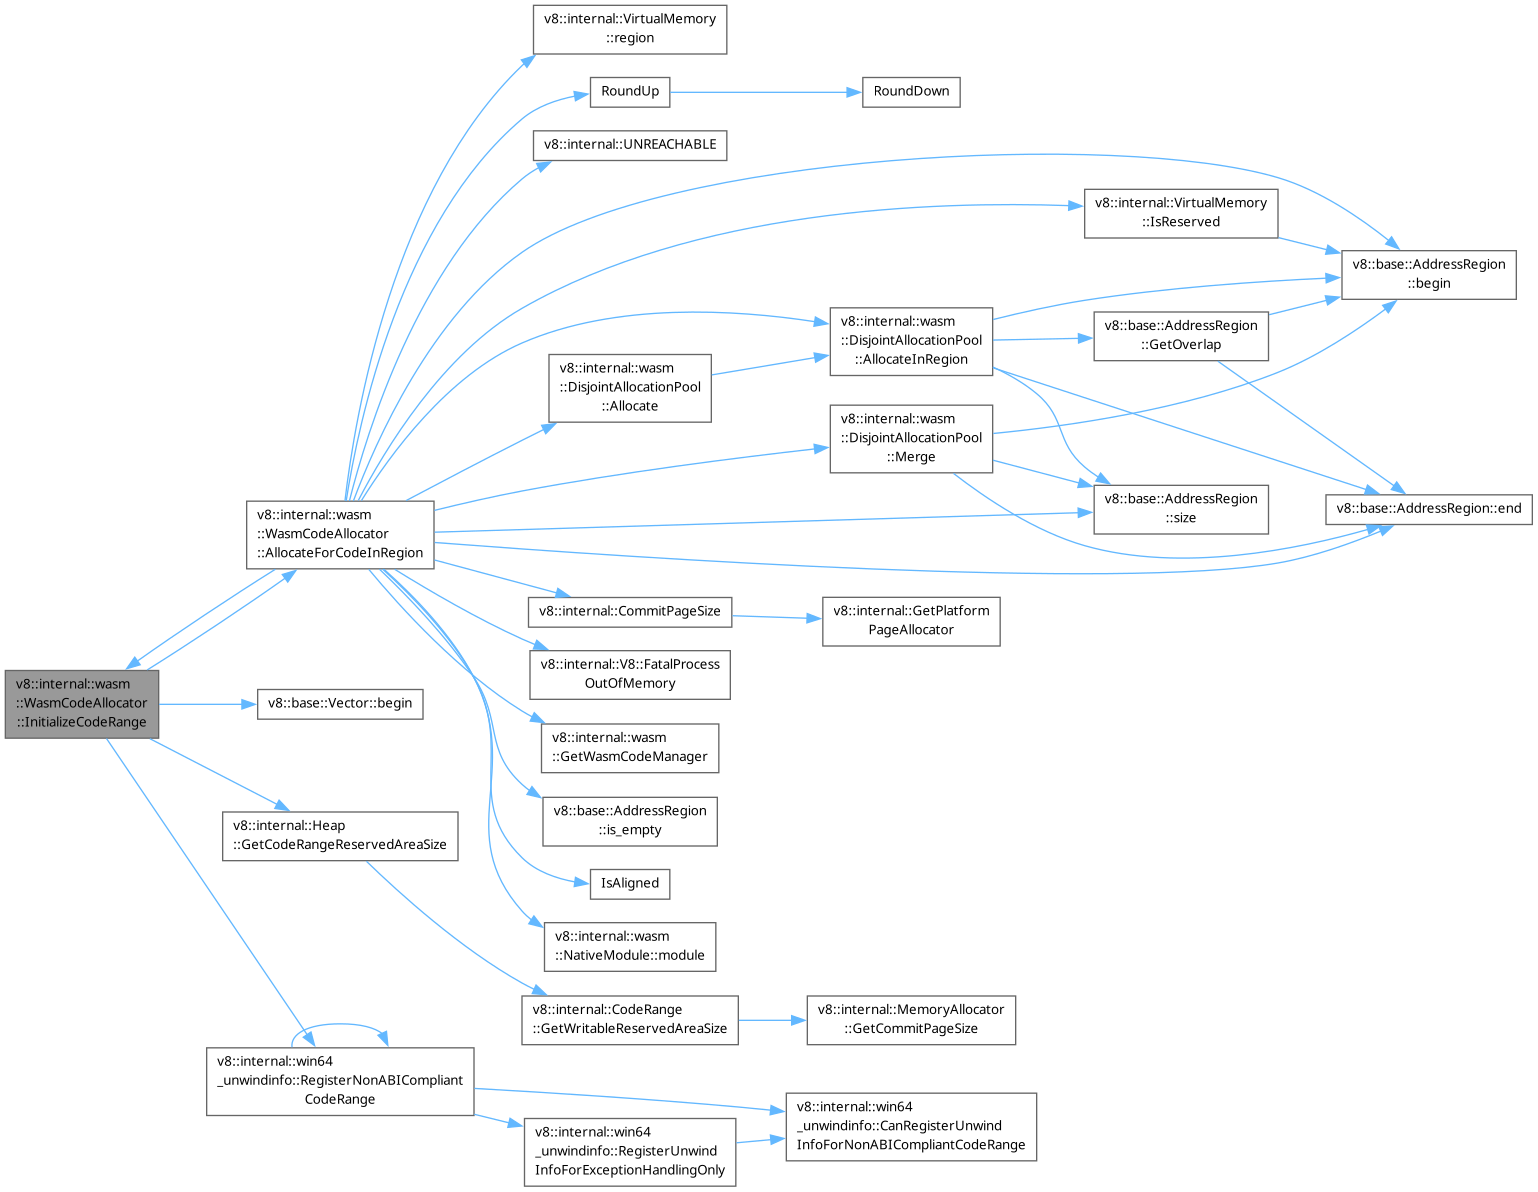 v8::internal::VirtualMemory
::region
RoundUp
RoundDown
v8::internal::UNREACHABLE
v8::internal::VirtualMemory
::IsReserved
v8::base::AddressRegion
::begin
v8::internal::wasm
::DisjointAllocationPool
::AllocateInRegion
v8::base::AddressRegion
::GetOverlap
v8::internal::wasm
::DisjointAllocationPool
::Allocate
v8::internal::wasm
::DisjointAllocationPool
::Merge
v8::base::AddressRegion
::size
v8::base::AddressRegion::end
v8::internal::wasm
::WasmCodeAllocator
::AllocateForCodeInRegion
v8::internal::CommitPageSize
v8::internal::GetPlatform
PageAllocator
v8::internal::V8::FatalProcess
OutOfMemory
v8::internal::wasm
::WasmCodeAllocator
::InitializeCodeRange
v8::base::Vector::begin
v8::internal::wasm
::GetWasmCodeManager
v8::base::AddressRegion
::is_empty
v8::internal::Heap
::GetCodeRangeReservedAreaSize
IsAligned
v8::internal::wasm
::NativeModule::module
v8::internal::CodeRange
::GetWritableReservedAreaSize
v8::internal::MemoryAllocator
::GetCommitPageSize
v8::internal::win64
_unwindinfo::RegisterNonABICompliant
CodeRange
v8::internal::win64
_unwindinfo::CanRegisterUnwind
InfoForNonABICompliantCodeRange
v8::internal::win64
_unwindinfo::RegisterUnwind
InfoForExceptionHandlingOnly